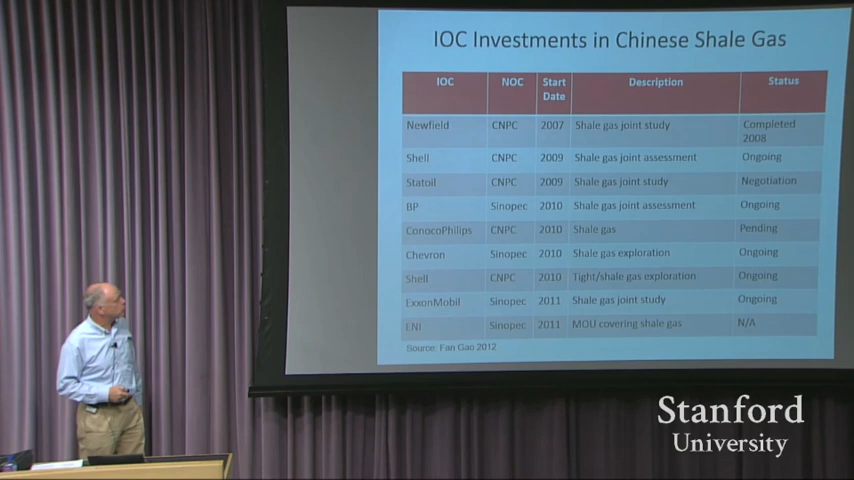 IOC Investments in Chinese Shale Gas
IOC NOC Start Date Description Status
Newfield CNPC 2007 Shale gas joint study Completed 2008
Shell CNPC 2009 Shale gas joint assessment Ongoing
Statoil CNPC 2009 Shale gas joint study Negotiation
BP Sinopec 2010 Shale gas joint assessment Ongoing
ConocoPhilips CNPC 2010 Shale gas Pending
Chevron Sinopec 2010 Shale gas exploration Ongoing
Shell CNPC 2010 Tight/shale gas exploration Ongoing
ExxonMobil Sinopec 2011 Shale gas joint study Ongoing
ENI Sinopec 2011 MOU covering shale gas N/A
Source: Fan Gao 2012
Stanford
University